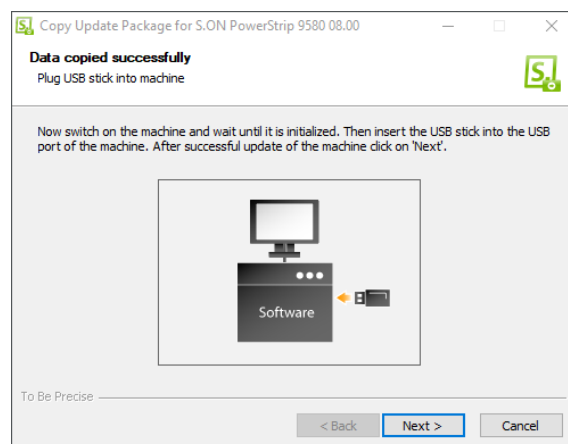 Copy Update Package for S.ON PowerStrip 9580 08.00
Data copied successfully
Plug USB stick into machine
S.
Now switch on the machine and wait until it is initialized. Then insert the USB stick into the USB
port of the machine. After successful update of the machine click on 'Next'.
Software
To Be Precise
< Back
Next >
Cancel